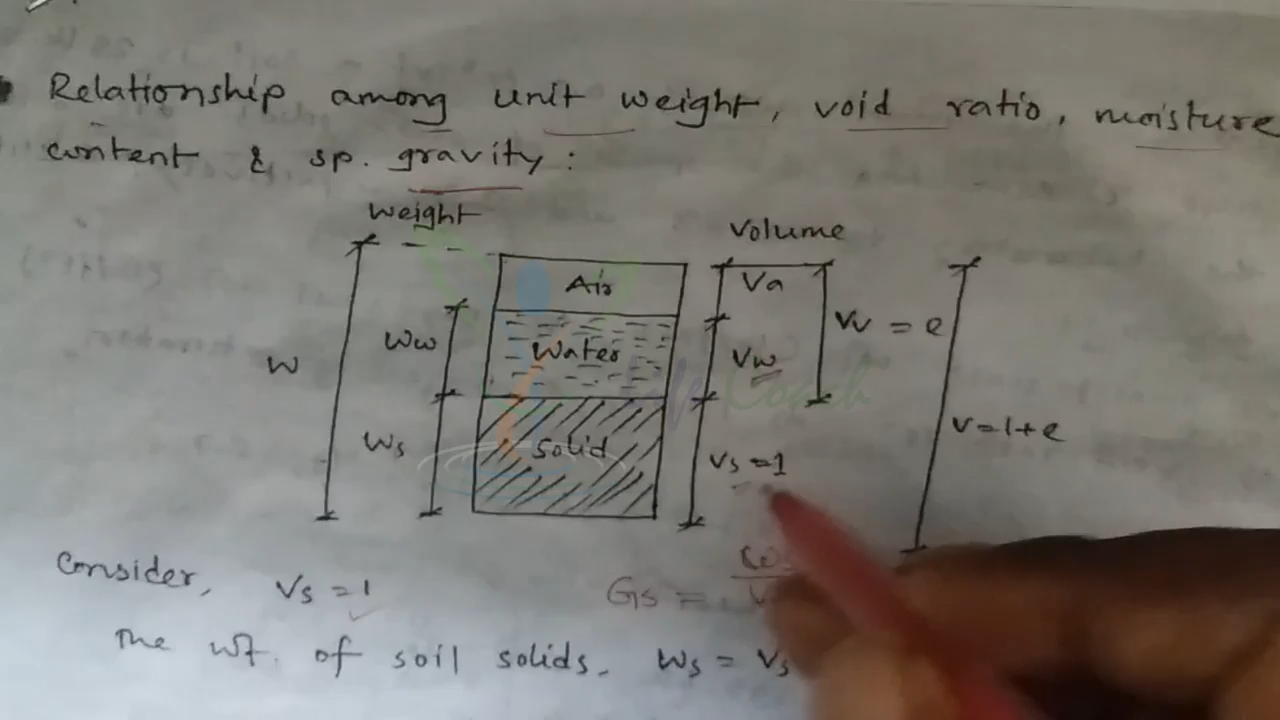 Relationship among unit weight, void ratio, moisture
content & sp. gravity:
Weight
Volume
Air
Va
Vv = e
Ww
Water
Vw
W
V=1+e
Ws
Solid
Vs=1
Consider, Vs=1
Gs =
The wt. of soil solids. Ws = Vs